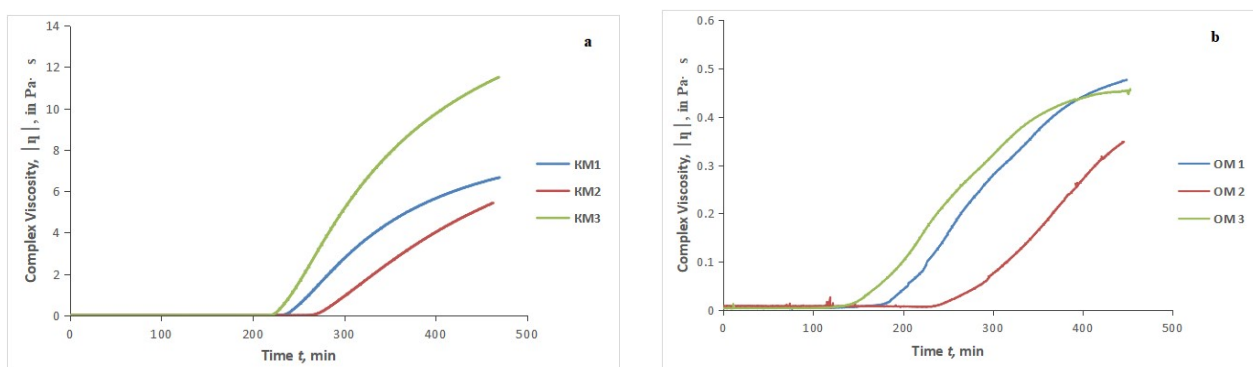 a
Complex Viscosity, |η|, in Pa· s
14
12
10
8
6
4
2
0
0 100 200 300 400 500
Time t, min
KM1
KM2
KM3
b
Complex Viscosity, |η|, in Pa· s
0.6
0.5
0.4
0.3
0.2
0.1
0
0 100 200 300 400 500
Time t, min
OM 1
OM 2
OM 3